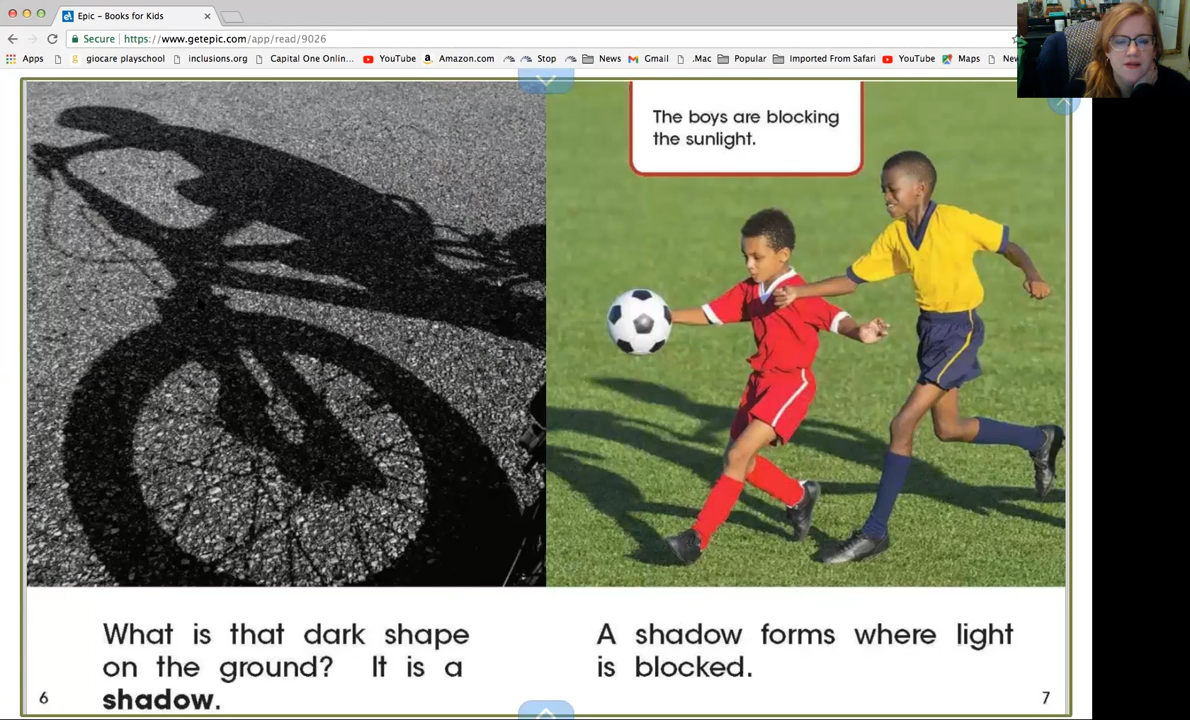 Epic - Books for Kids
Secure https://www.getepic.com/app/read/9026
Apps giocare playschool inclusions.org Capital One Onlin... YouTube Amazon.com Stop News Gmail .Mac Popular Imported From Safari YouTube Maps
The boys are blocking
the sunlight.
What is that dark shape
on the ground? It is a
shadow.
6
A shadow forms where light
is blocked.
7